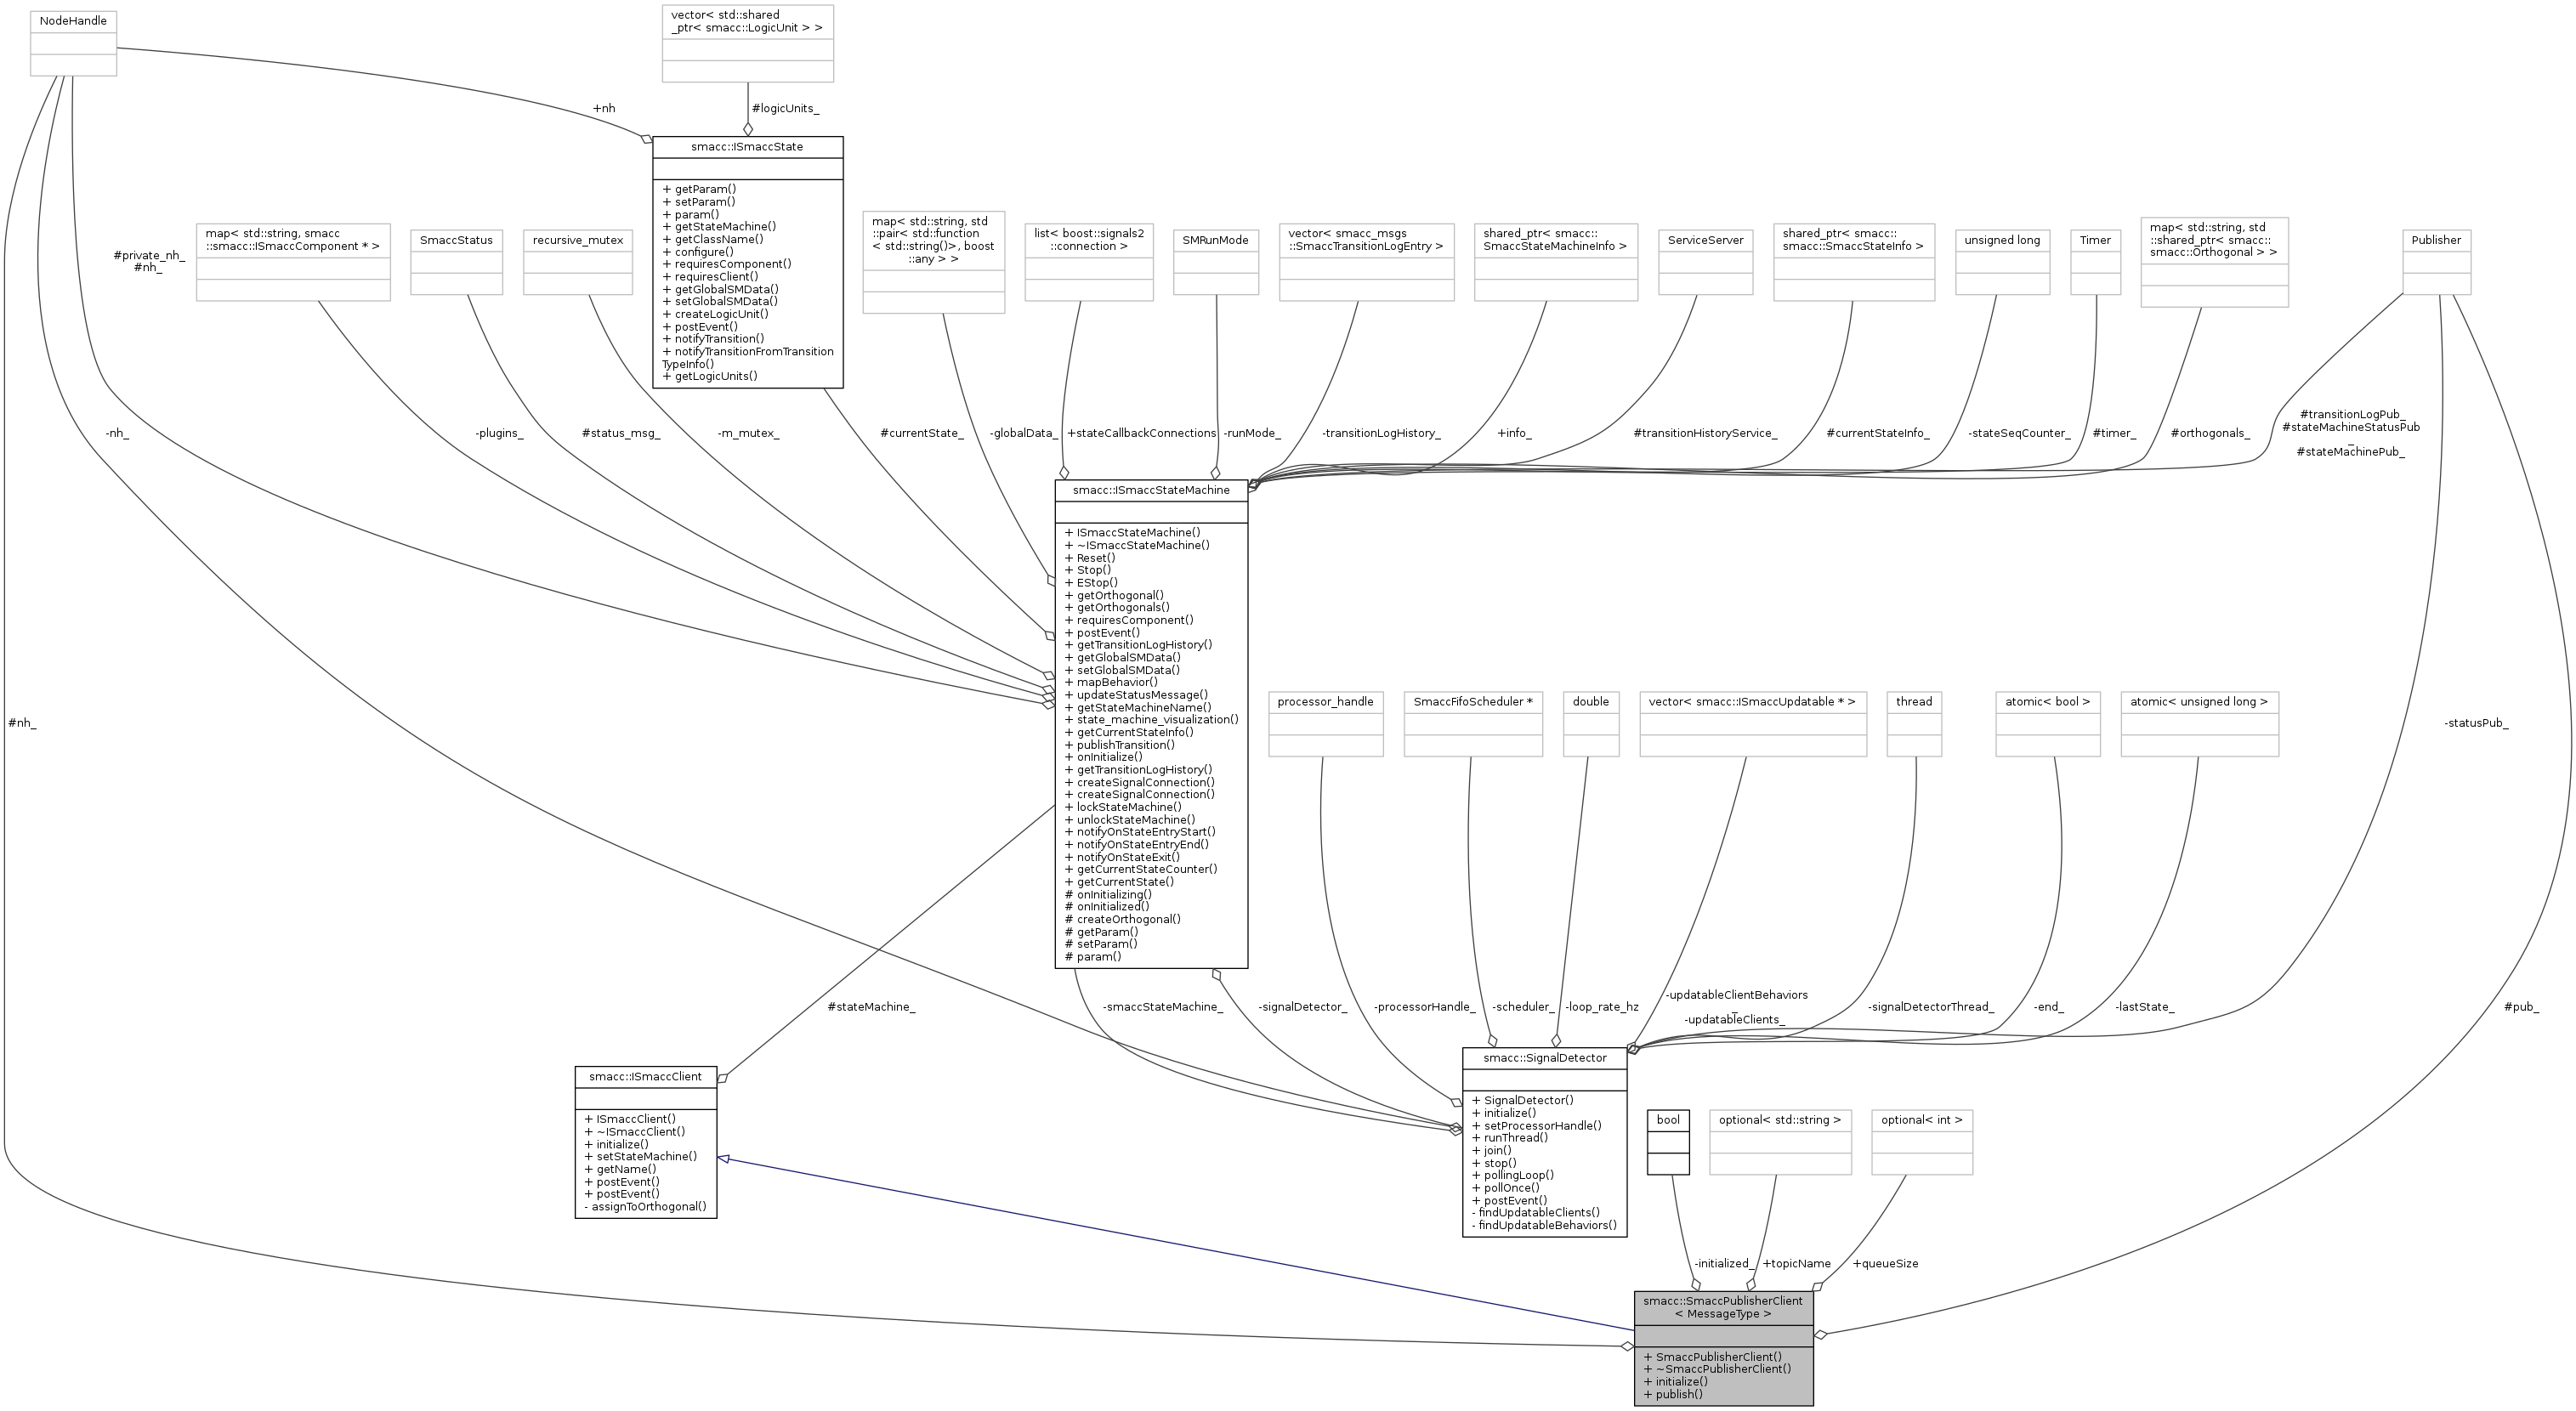 NodeHandle
vector< std::shared
_ptr< smacc::LogicUnit > >
+nh
#logicUnits_
smacc::ISmaccState
+ getParam()
+ setParam()
+ param()
+ getStateMachine()
+ getClassName()
+ configure()
+ requiresComponent()
+ requiresClient()
+ getGlobalSMData()
+ setGlobalSMData()
+ createLogicUnit()
+ postEvent()
+ notifyTransition()
+ notifyTransitionFromTransition
TypeInfo()
+ getLogicUnits()
#private_nh_
#nh_
map< std::string, smacc
::smacc::ISmaccComponent * >
SmaccStatus
recursive_mutex
map< std::string, std
::pair< std::function
< std::string()>, boost
::any > >
list< boost::signals2
::connection >
SMRunMode
vector< smacc_msgs
::SmaccTransitionLogEntry >
shared_ptr< smacc::
SmaccStateMachineInfo >
ServiceServer
shared_ptr< smacc::
smacc::SmaccStateInfo >
unsigned long
Timer
map< std::string, std
::shared_ptr< smacc::
smacc::Orthogonal > >
Publisher
-nh_
-plugins_
#status_msg_
-m_mutex_
#currentState_
-globalData_
+stateCallbackConnections
-runMode_
-transitionLogHistory_
+info_
#transitionHistoryService_
#currentStateInfo_
-stateSeqCounter_
#timer_
#orthogonals_
#transitionLogPub_
#stateMachineStatusPub
_
#stateMachinePub_
smacc::ISmaccStateMachine
+ ISmaccStateMachine()
+ ~ISmaccStateMachine()
+ Reset()
+ Stop()
+ EStop()
+ getOrthogonal()
+ getOrthogonals()
+ requiresComponent()
+ postEvent()
+ getTransitionLogHistory()
+ getGlobalSMData()
+ setGlobalSMData()
+ mapBehavior()
+ updateStatusMessage()
+ getStateMachineName()
+ state_machine_visualization()
+ getCurrentStateInfo()
+ publishTransition()
+ onInitialize()
+ getTransitionLogHistory()
+ createSignalConnection()
+ createSignalConnection()
+ lockStateMachine()
+ unlockStateMachine()
+ notifyOnStateEntryStart()
+ notifyOnStateEntryEnd()
+ notifyOnStateExit()
+ getCurrentStateCounter()
+ getCurrentState()
# onInitializing()
# onInitialized()
# createOrthogonal()
# getParam()
# setParam()
# param()
#nh_
processor_handle
SmaccFifoScheduler *
double
vector< smacc::ISmaccUpdatable * >
thread
atomic< bool >
atomic< unsigned long >
-statusPub_
#stateMachine_
-smaccStateMachine_
-signalDetector_
-processorHandle_
-scheduler_
-loop_rate_hz
-updatableClientBehaviors
_
-updatableClients_
-signalDetectorThread_
-end_
-lastState_
#pub_
smacc::ISmaccClient
+ ISmaccClient()
+ ~ISmaccClient()
+ initialize()
+ setStateMachine()
+ getName()
+ postEvent()
+ postEvent()
- assignToOrthogonal()
smacc::SignalDetector
+ SignalDetector()
+ initialize()
+ setProcessorHandle()
+ runThread()
+ join()
+ stop()
+ pollingLoop()
+ pollOnce()
+ postEvent()
- findUpdatableClients()
- findUpdatableBehaviors()
bool
optional< std::string >
optional< int >
-initialized_
+topicName
+queueSize
smacc::SmaccPublisherClient
< MessageType >
+ SmaccPublisherClient()
+ ~SmaccPublisherClient()
+ initialize()
+ publish()